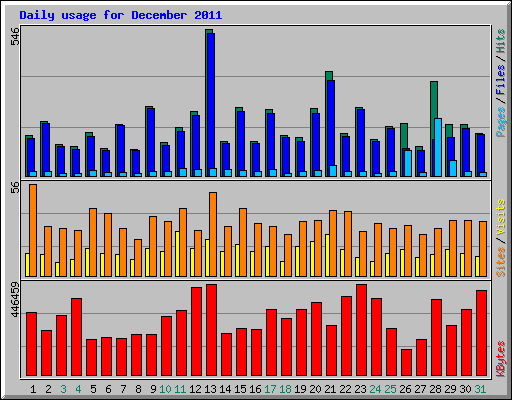 Daily usage for December 2011
546
Pages / Files / Hits
56
Sites / Visits
446459
KBytes
1 2 3 4 5 6 7 8 9 10 11 12 13 14 15 16 17 18 19 20 21 22 23 24 25 26 27 28 29 30 31